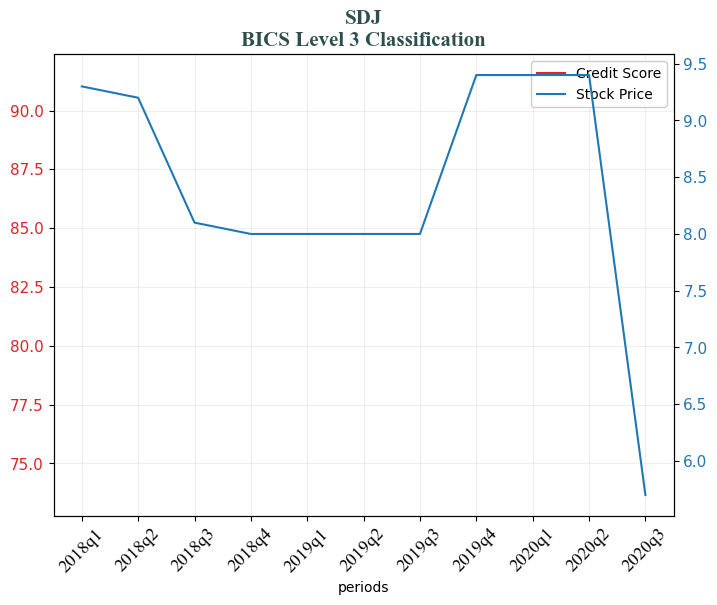 SDJ
BICS Level 3 Classification
Credit Score
Stock Price
90.0
87.5
85.0
82.5
80.0
77.5
75.0
9.5
9.0
8.5
8.0
7.5
7.0
6.5
6.0
2018q1
2018q2
2018q3
2018q4
2019q1
2019q2
2019q3
2019q4
2020q1
2020q2
2020q3
periods